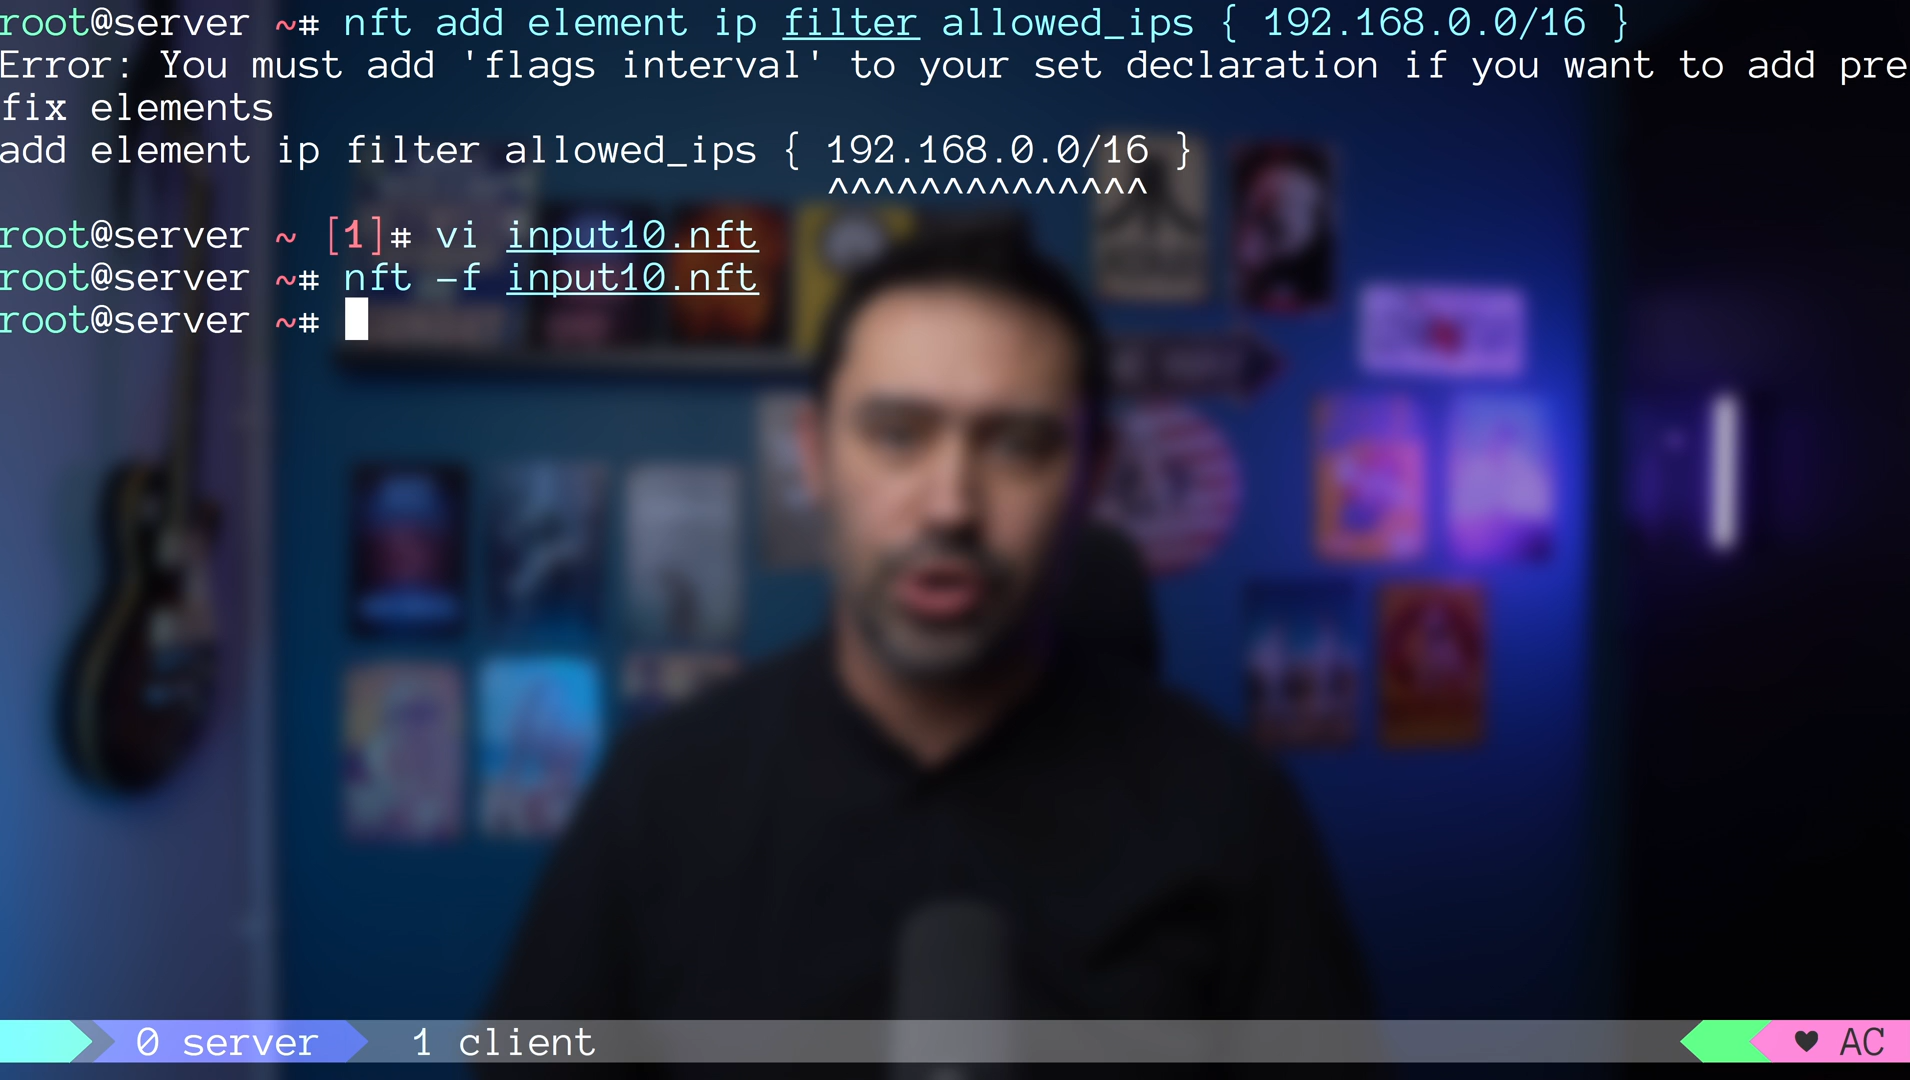 root@server ~# nft add element ip filter allowed_ips { 192.168.0.0/16 }
Error: You must add 'flags interval' to your set declaration if you want to add pre
fix elements
add element ip filter allowed_ips { 192.168.0.0/16 }
^^^^^^^^^^^^^^
root@server ~ [1]# vi input10.nft
root@server ~# nft -f input10.nft
root@server ~#
0 server 1 client ♥ AC